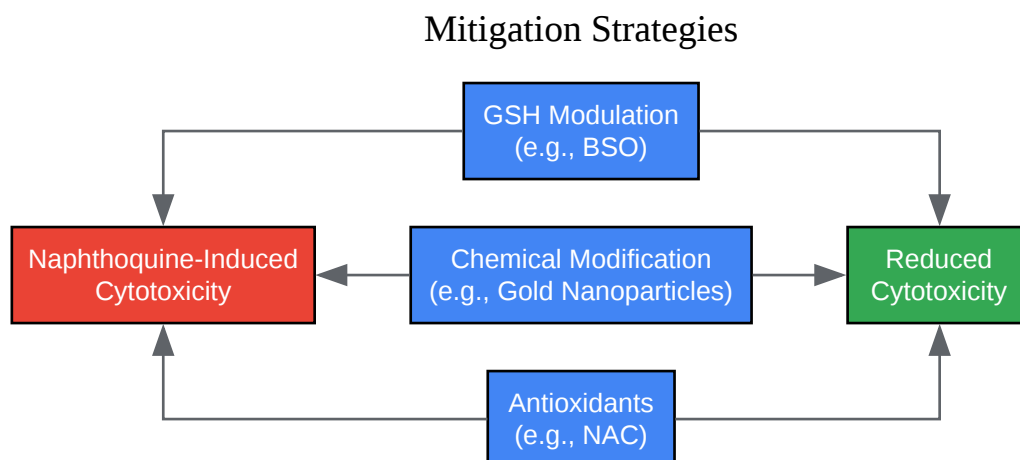 Mitigation Strategies
GSH Modulation
(e.g., BSO)
Naphthoquine-Induced
Cytotoxicity
Chemical Modification
(e.g., Gold Nanoparticles)
Reduced
Cytotoxicity
Antioxidants
(e.g., NAC)